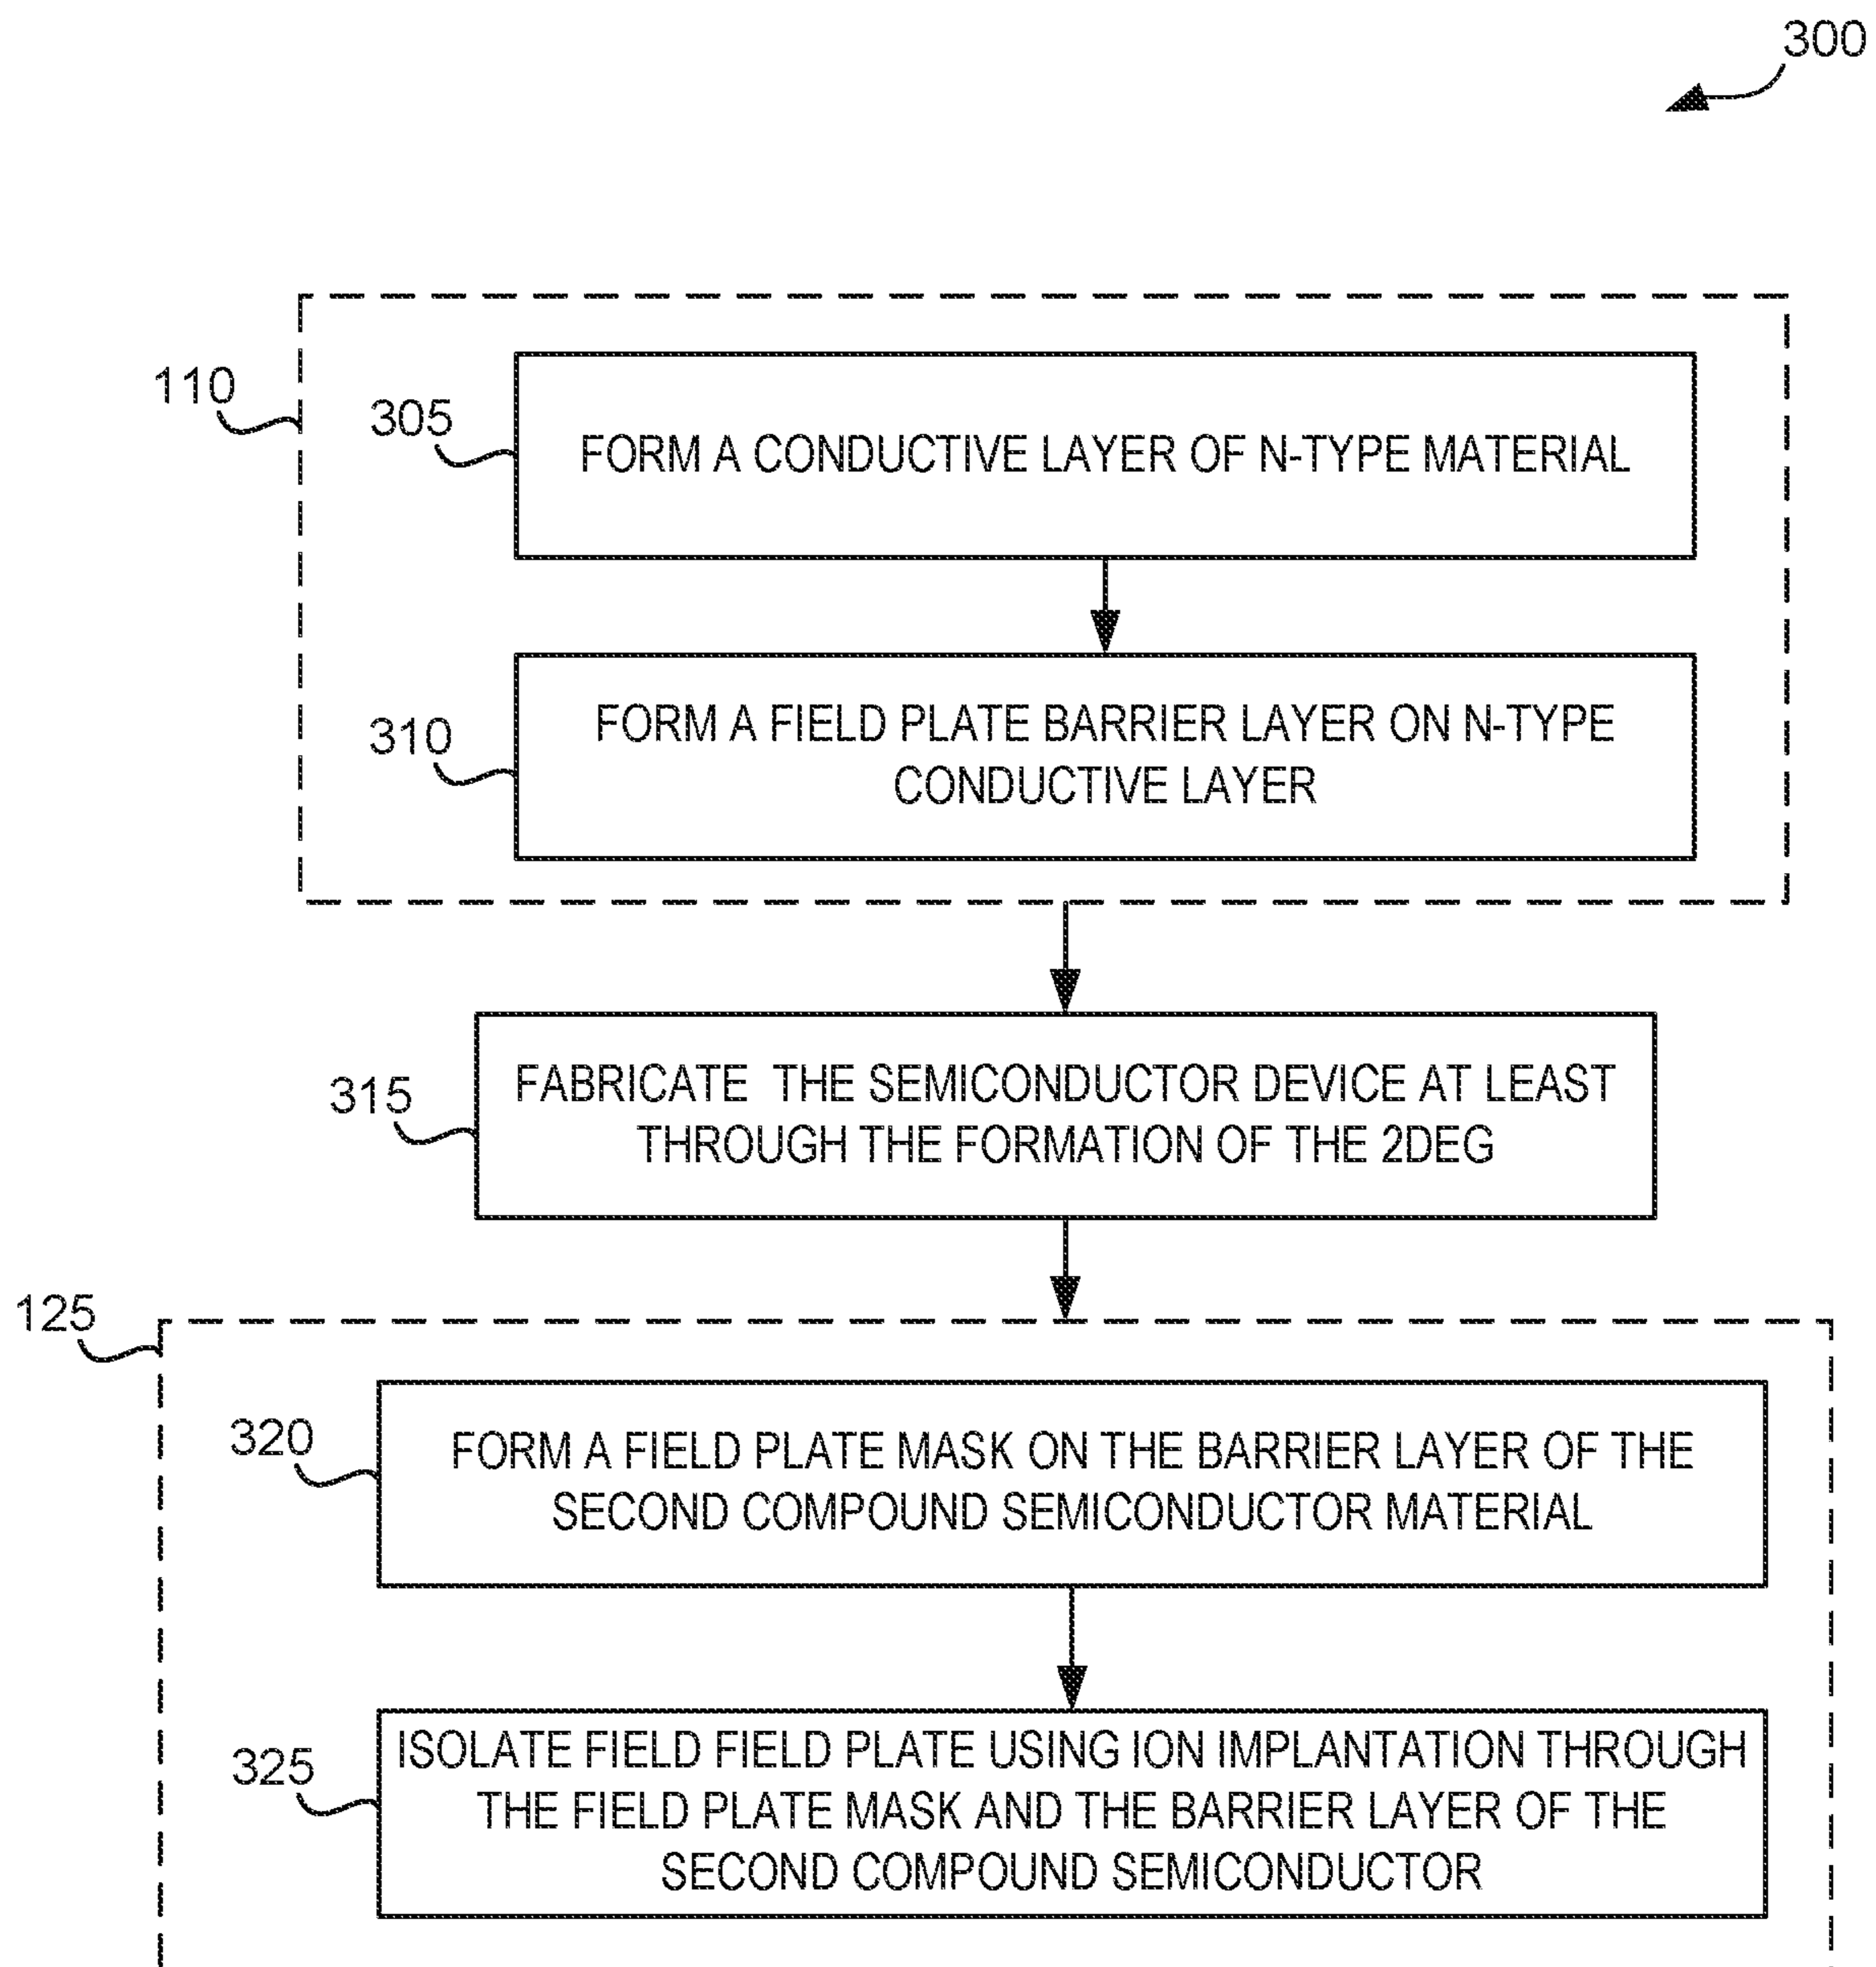 300
110
305
FORM A CONDUCTIVE LAYER OF N-TYPE MATERIAL
310
FORM A FIELD PLATE BARRIER LAYER ON N-TYPE
CONDUCTIVE LAYER
315
FABRICATE THE SEMICONDUCTOR DEVICE AT LEAST
THROUGH THE FORMATION OF THE 2DEG
125
320
FORM A FIELD PLATE MASK ON THE BARRIER LAYER OF THE
SECOND COMPOUND SEMICONDUCTOR MATERIAL
325
ISOLATE FIELD FIELD PLATE USING ION IMPLANTATION THROUGH
THE FIELD PLATE MASK AND THE BARRIER LAYER OF THE
SECOND COMPOUND SEMICONDUCTOR